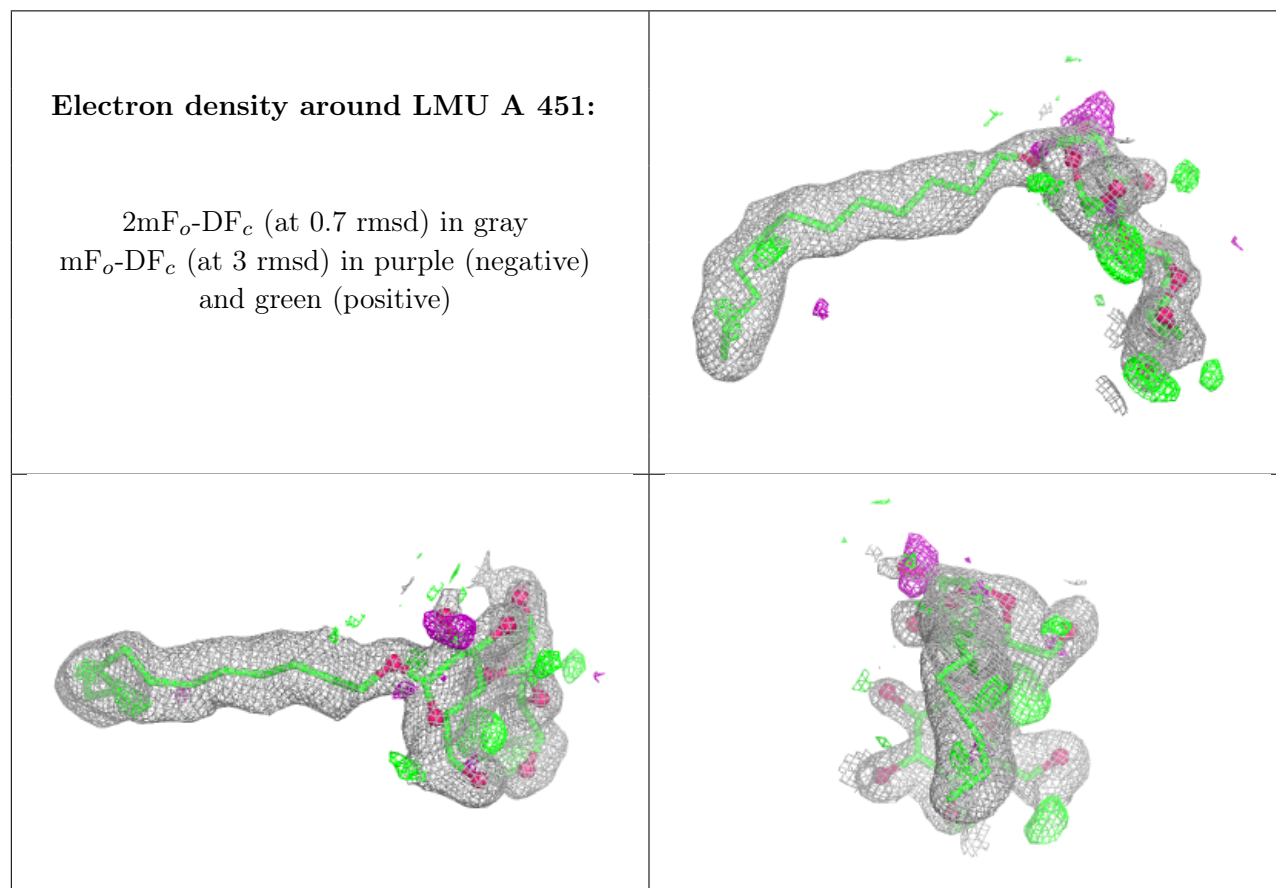 Electron density around LMU A 451:
2mFo-DFc (at 0.7 rmsd) in gray
mFo-DFc (at 3 rmsd) in purple (negative)
and green (positive)